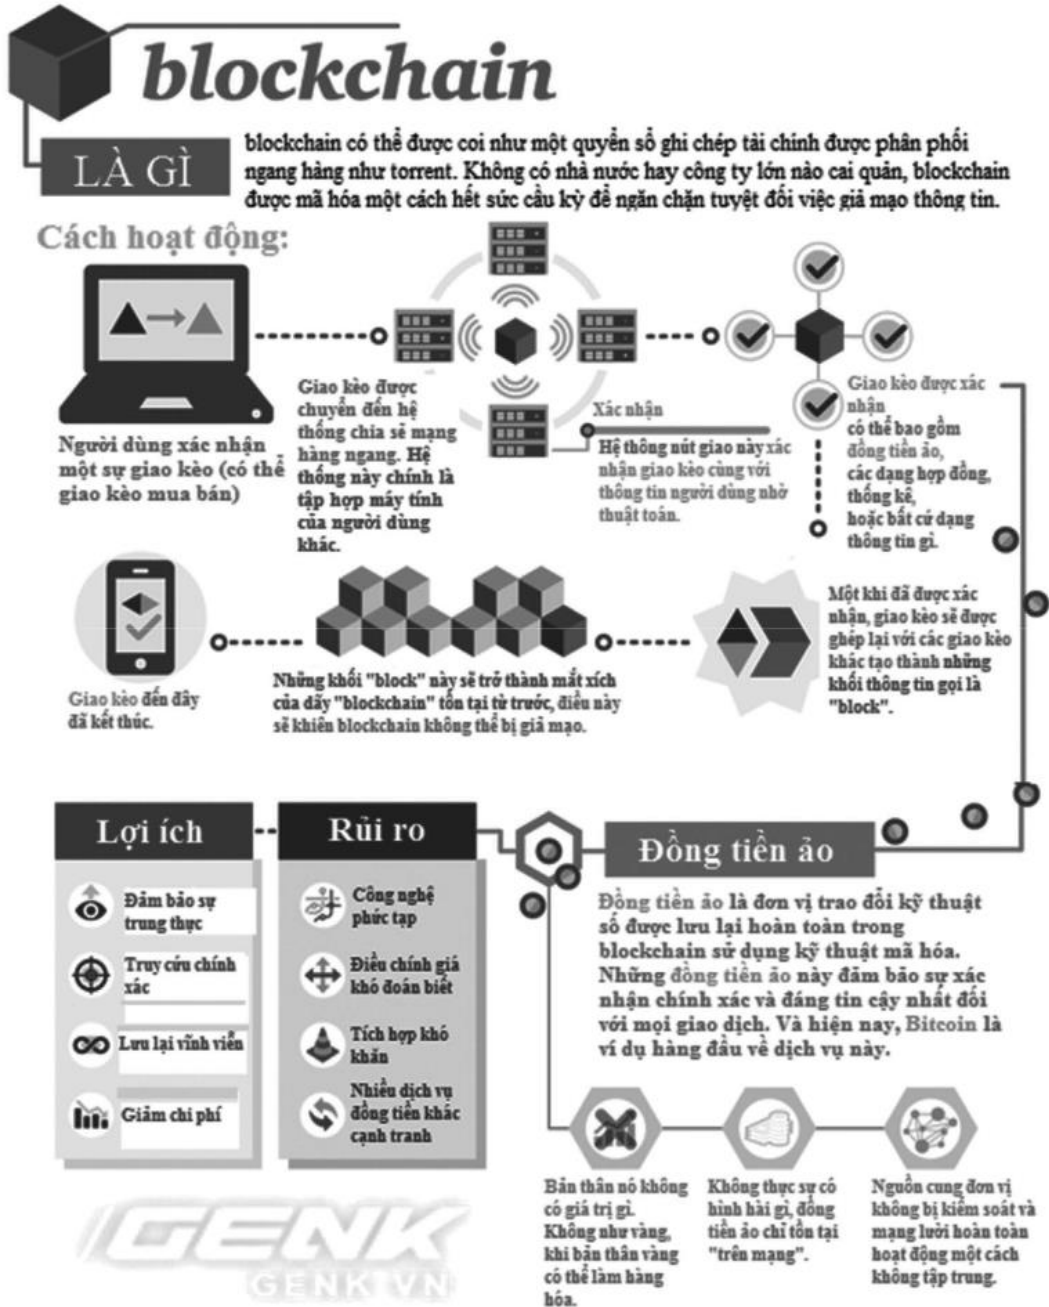 blockchain
LÀ GÌ
blockchain có thể được coi như một quyển sổ ghi chép tài chính được phân phối
ngang hàng như torrent. Không có nhà nước hay công ty lớn nào cai quản, blockchain
được mã hóa một cách hết sức cầu kỳ để ngăn chặn tuyệt đối việc giả mạo thông tin.
Cách hoạt động:
Người dùng xác nhận
một sự giao kèo (có thể
giao kèo mua bán)
Giao kèo được
chuyển đến hệ
thống chia sẻ mạng
hàng ngang. Hệ
thống này chính là
tập hợp máy tính
của người dùng
khác.
Xác nhận
Hệ thông nút giao này xác
nhận giao kèo cùng với
thông tin người dùng nhờ
thuật toán.
Giao kèo được xác
nhận
có thể bao gồm
đồng tiền ảo,
các dạng hợp đồng,
thống kê,
hoặc bất cứ dạng
thông tin gì.
Một khi đã được xác
nhận, giao kèo sẽ được
ghép lại với các giao kèo
khác tạo thành những
khối thông tin gọi là
"block".
Những khối "block" này sẽ trở thành mắt xích
của dãy "blockchain" tồn tại từ trước, điều này
sẽ khiên blockchain không thể bị giả mạo.
Giao kèo đến đây
đã kết thúc.
Lợi ích
Đảm bảo sự
trung thực
Truy cứu chính
xác
Lưu lại vĩnh viễn
Giảm chi phí
Rủi ro
Công nghệ
phức tạp
Điều chỉnh giá
khó đoán biết
Tích hợp khó
khăn
Nhiều dịch vụ
đồng tiền khác
cạnh tranh
Đồng tiền ảo
Đồng tiền ảo là đơn vị trao đổi kỹ thuật
số được lưu lại hoàn toàn trong
blockchain sử dụng kỹ thuật mã hóa.
Những đồng tiền ảo này đảm bảo sự xác
nhận chính xác và đáng tin cậy nhất đối
với mọi giao dịch. Và hiện nay, Bitcoin là
ví dụ hàng đầu về dịch vụ này.
Bản thân nó không
có giá trị gì.
Không như vàng,
khi bản thân vàng
có thể làm hàng
hóa.
Không thực sự có
hình hài gì, đồng
tiền ảo chỉ tồn tại
"trên mạng".
Nguồn cung đơn vị
không bị kiểm soát và
mạng lưới hoàn toàn
hoạt động một cách
không tập trung.
GENK
GENK VN